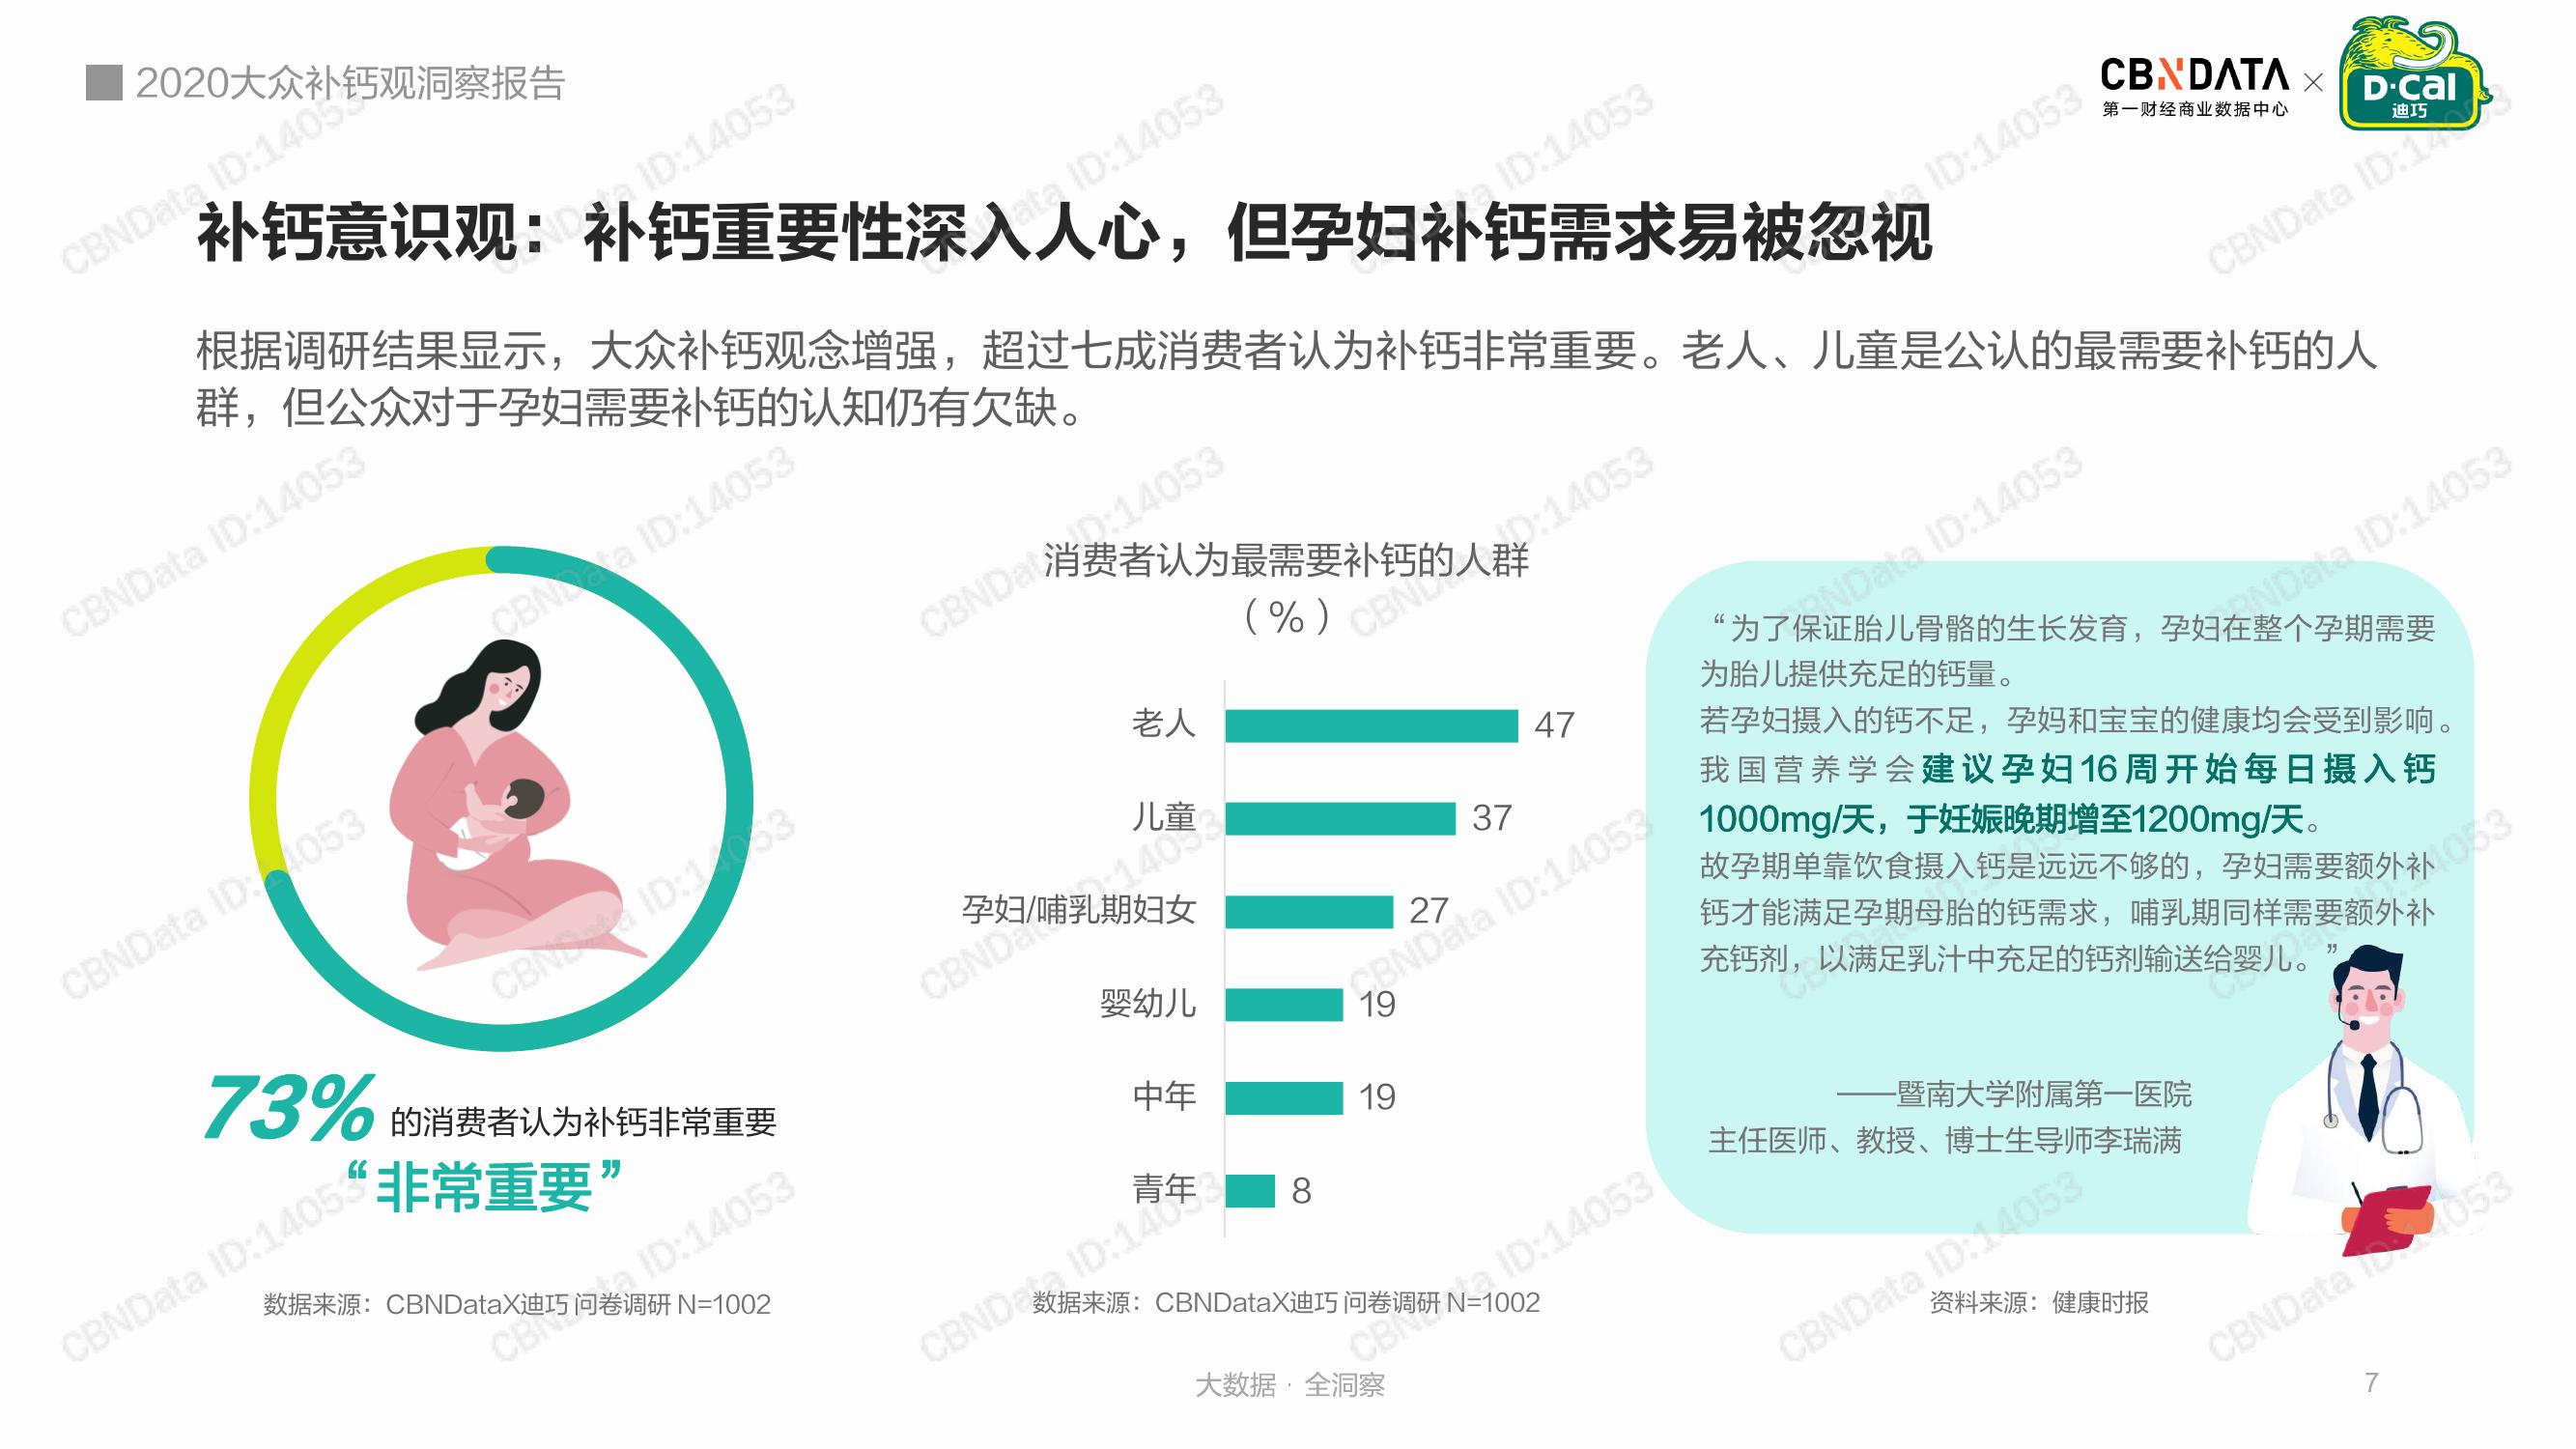 2020大众补钙观洞察报告
CBNDATA
第一财经商业数据中心
×
D·Cal
迪巧
补钙意识观：补钙重要性深入人心，但孕妇补钙需求易被忽视
根据调研结果显示，大众补钙观念增强，超过七成消费者认为补钙非常重要。老人、儿童是公认的最需要补钙的人
群，但公众对于孕妇需要补钙的认知仍有欠缺。
73% 的消费者认为补钙非常重要
“非常重要”
数据来源：CBNDataX迪巧 问卷调研 N=1002
消费者认为最需要补钙的人群
（%）
老人 47
儿童 37
孕妇/哺乳期妇女 27
婴幼儿 19
中年 19
青年 8
数据来源：CBNDataX迪巧 问卷调研 N=1002
“为了保证胎儿骨骼的生长发育，孕妇在整个孕期需要
为胎儿提供充足的钙量。
若孕妇摄入的钙不足，孕妈和宝宝的健康均会受到影响。
我国营养学会建议孕妇16周开始每日摄入钙
1000mg/天，于妊娠晚期增至1200mg/天。
故孕期单靠饮食摄入钙是远远不够的，孕妇需要额外补
钙才能满足孕期母胎的钙需求，哺乳期同样需要额外补
充钙剂，以满足乳汁中充足的钙剂输送给婴儿。”
——暨南大学附属第一医院
主任医师、教授、博士生导师李瑞满
资料来源：健康时报
大数据 · 全洞察
7
CBNData ID:14053